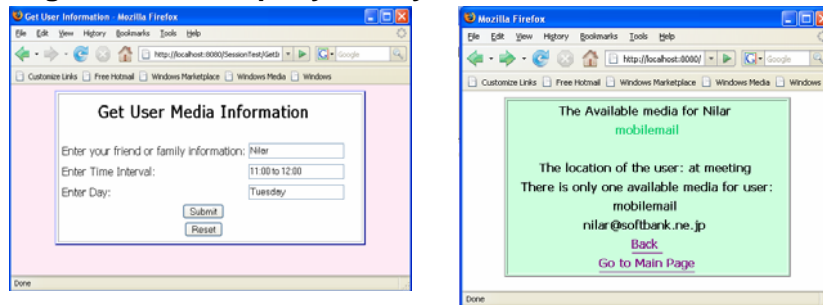 Get User Information - Mozilla Firefox
File Edit View History Bookmarks Tools Help
http://localhost:8080/SessionTest/Getb
Google
Customize Links Free Hotmail Windows Marketplace Windows Media Windows
Get User Media Information
Enter your friend or family information: Nilar
Enter Time Interval: 11:00 to 12:00
Enter Day: Tuesday
Submit
Reset
Done
Mozilla Firefox
File Edit View History Bookmarks Tools Help
http://localhost:8080/
Google
Customize Links Free Hotmail Windows Marketplace Windows Media Windows
The Available media for Nilar
mobilemail
The location of the user: at meeting
There is only one available media for user:
mobilemail
nilar@softbank.ne.jp
Back
Go to Main Page
Done